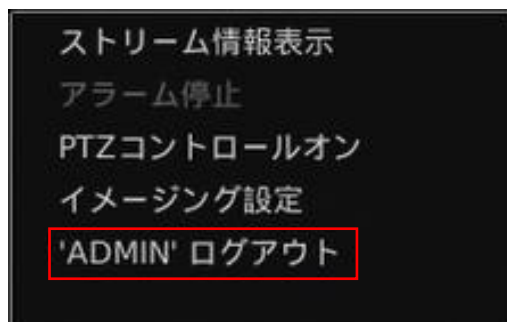 ストリーム情報表示
アラーム停止
PTZコントロールオン
イメージング設定
'ADMIN' ログアウト